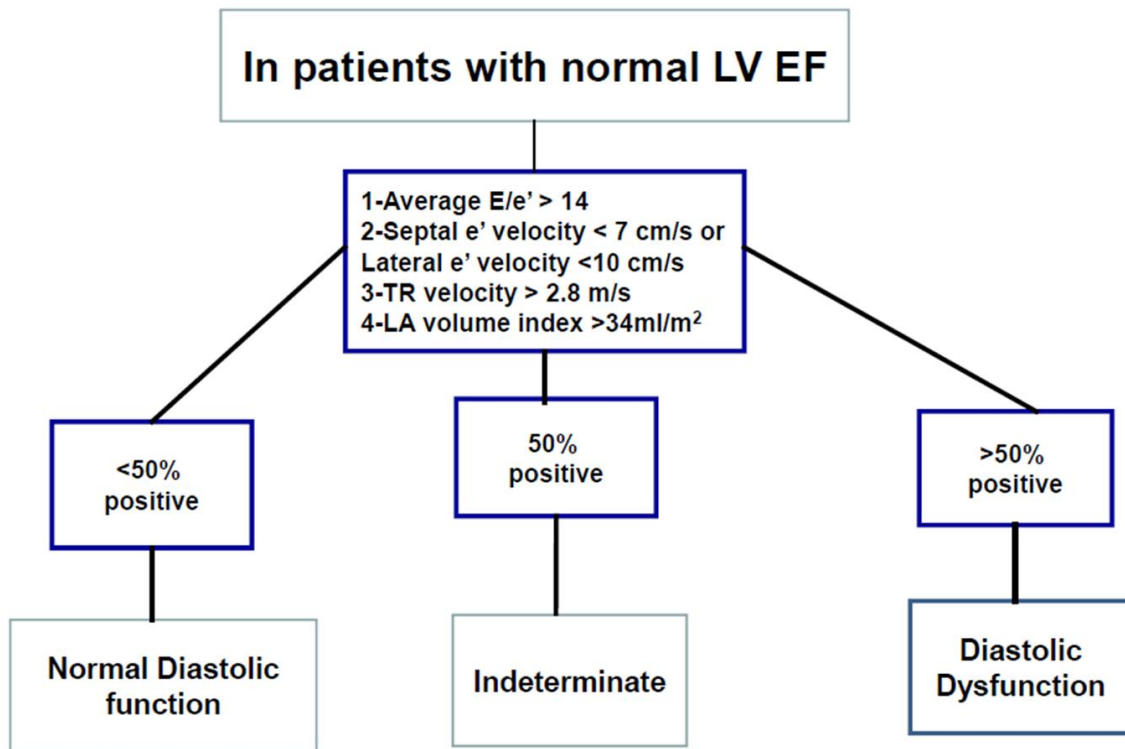 In patients with normal LV EF
1-Average E/e’ > 14
2-Septal e’ velocity < 7 cm/s or
Lateral e’ velocity <10 cm/s
3-TR velocity > 2.8 m/s
4-LA volume index >34ml/m²
<50%
positive
50%
positive
>50%
positive
Normal Diastolic
function
Indeterminate
Diastolic
Dysfunction